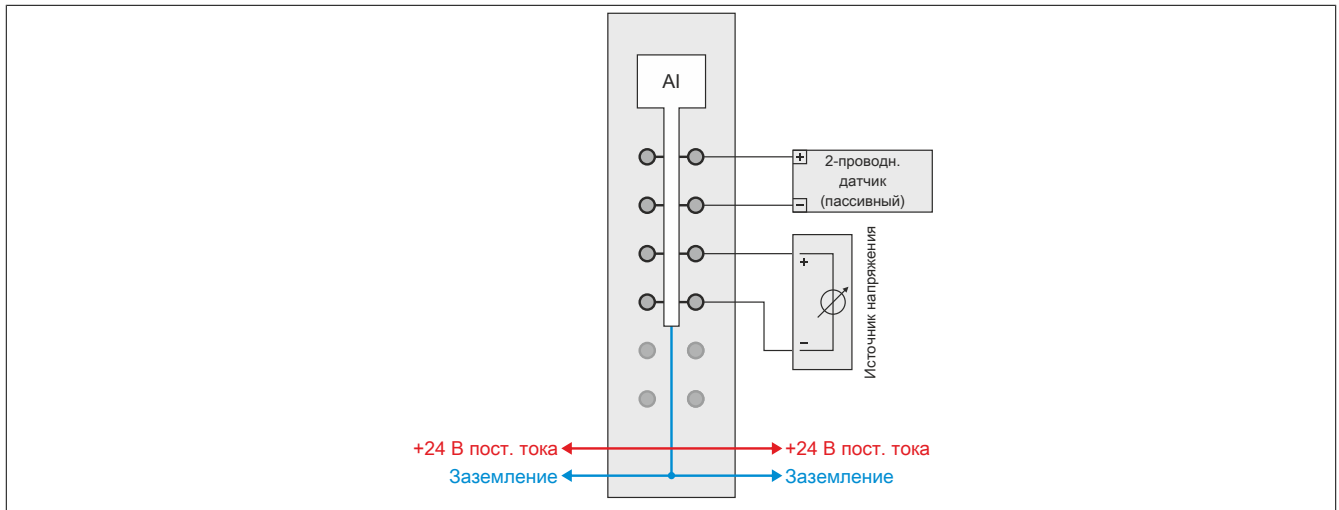 AI
+
2-проводн.
датчик
(пассивный)
−
+
−
Источник напряжения
+24 В пост. тока
+24 В пост. тока
Заземление
Заземление